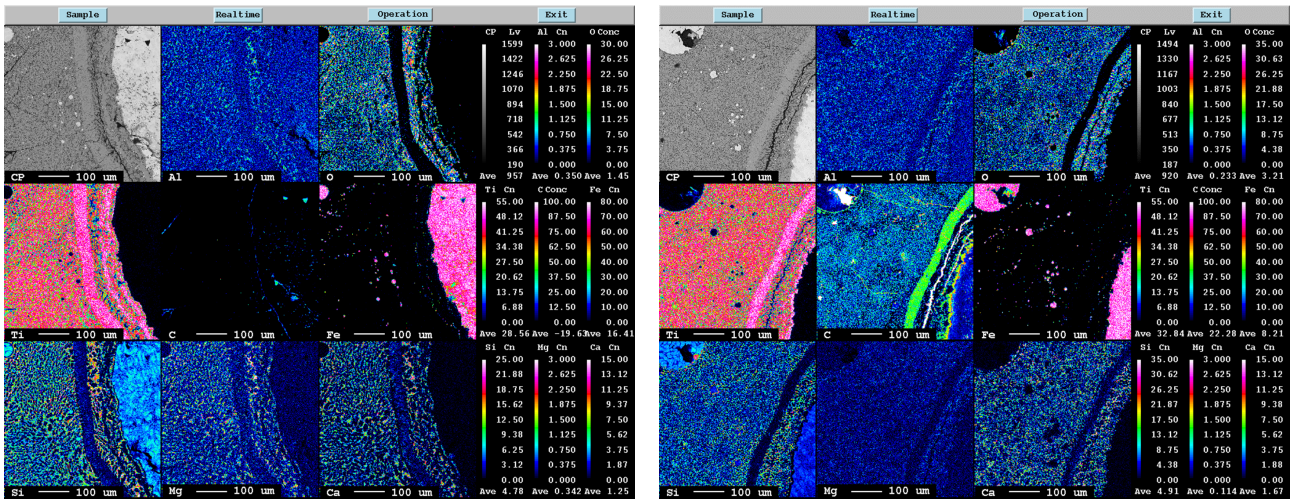 Sample Realtime Operation Exit
CP Lv Al Cn O Conc
1599 3.000 30.00
1422 2.625 26.25
1246 2.250 22.50
1070 1.875 18.75
894 1.500 15.00
718 1.125 11.25
542 0.750 7.50
366 0.375 3.75
190 0.000 0.00
CP 100 um Al 100 um O 100 um Ave 957 Ave 0.350 Ave 1.45
Ti Cn C Conc Fe Cn
55.00 100.00 80.00
48.12 87.50 70.00
41.25 75.00 60.00
34.38 62.50 50.00
27.50 50.00 40.00
20.62 37.50 30.00
13.75 25.00 20.00
6.88 12.50 10.00
0.00 0.00 0.00
Ti 100 um C 100 um Fe 100 um Ave 28.56 Ave -19.63 Ave 16.41
Si Cn Mg Cn Ca Cn
25.00 3.000 15.00
21.88 2.625 13.12
18.75 2.250 11.25
15.62 1.875 9.38
12.50 1.500 7.50
9.38 1.125 5.62
6.25 0.750 3.75
3.12 0.375 1.88
0.00 0.000 0.00
Si 100 um Mg 100 um Ca 100 um Ave 4.78 Ave 0.342 Ave 1.25
Sample Realtime Operation Exit
CP Lv Al Cn O Conc
1494 3.000 35.00
1330 2.625 30.63
1167 2.250 26.25
1003 1.875 21.88
840 1.500 17.50
677 1.125 13.13
513 0.750 8.75
350 0.375 4.38
187 0.000 0.00
CP 100 um Al 100 um O 100 um Ave 920 Ave 0.233 Ave 3.21
Ti Cn C Conc Fe Cn
55.00 100.00 80.00
48.12 87.50 70.00
41.25 75.00 60.00
34.38 62.50 50.00
27.50 50.00 40.00
20.62 37.50 30.00
13.75 25.00 20.00
6.88 12.50 10.00
0.00 0.00 0.00
Ti 100 um C 100 um Fe 100 um Ave 32.84 Ave 22.28 Ave 8.21
Si Cn Mg Cn Ca Cn
35.00 3.000 15.00
30.62 2.625 13.12
26.25 2.250 11.25
21.87 1.875 9.38
17.50 1.500 7.50
13.12 1.125 5.62
8.75 0.750 3.75
4.38 0.375 1.87
0.00 0.000 0.00
Si 100 um Mg 100 um Ca 100 um Ave 4.91 Ave 0.114 Ave 1.67